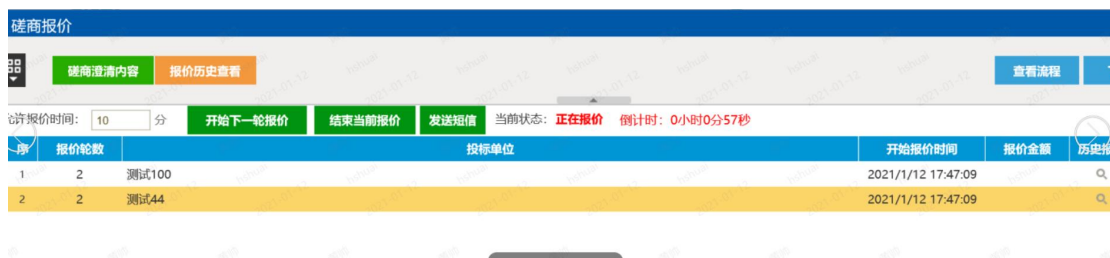 磋商报价
磋商澄清内容 报价历史查看 查看流程
允许报价时间： 10 分 开始下一轮报价 结束当前报价 发送短信 当前状态：正在报价 倒计时：0小时0分57秒
序 报价轮数 投标单位 开始报价时间 报价金额 历史报
1 2 测试100 2021/1/12 17:47:09
2 2 测试44 2021/1/12 17:47:09